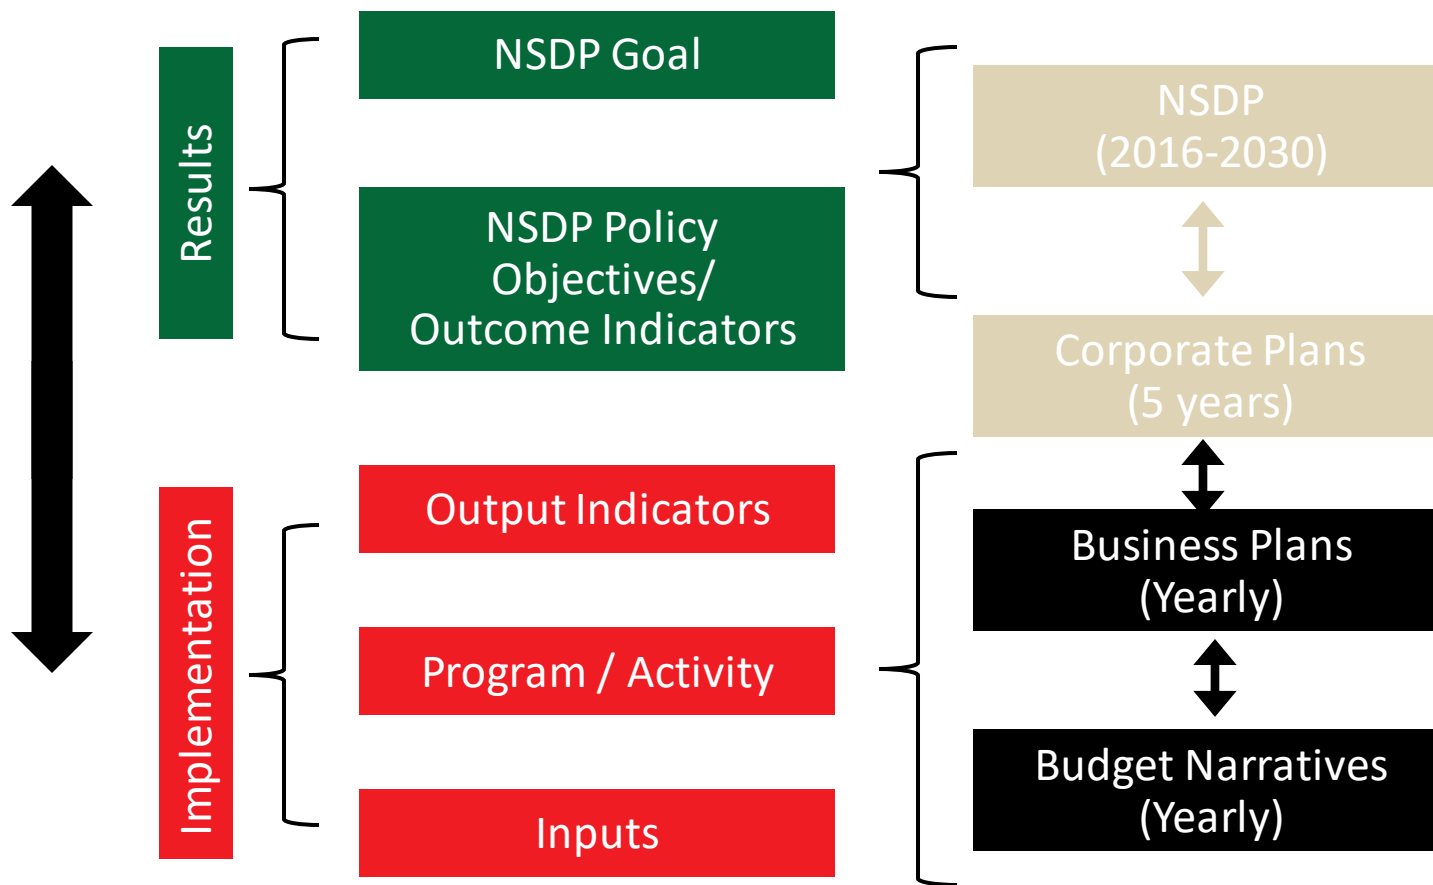 Results
NSDP Goal
NSDP Policy
Objectives/
Outcome Indicators
NSDP
(2016-2030)
Corporate Plans
(5 years)
Implementation
Output Indicators
Program / Activity
Inputs
Business Plans
(Yearly)
Budget Narratives
(Yearly)